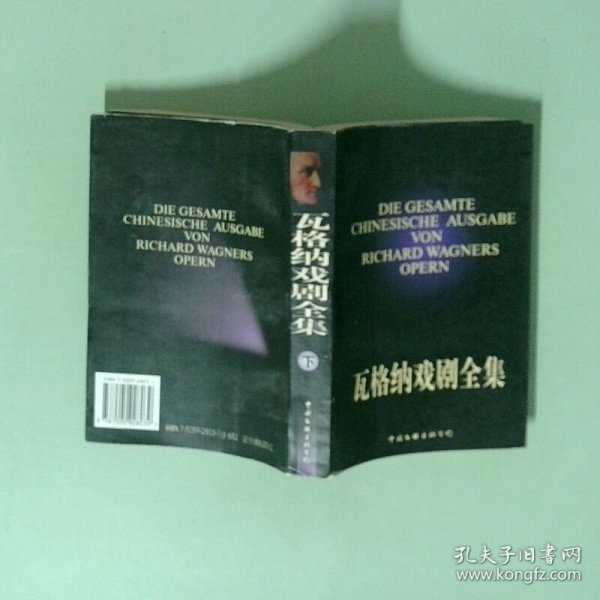 DIE GESAMTE
CHINESISCHE AUSGABE
VON
RICHARD WAGNERS
OPERN
瓦格纳戏剧全集
下
DIE GESAMTE
CHINESISCHE AUSGABE
VON
RICHARD WAGNERS
OPERN
瓦格纳戏剧全集
孔夫子旧书网
www.kongfz.com